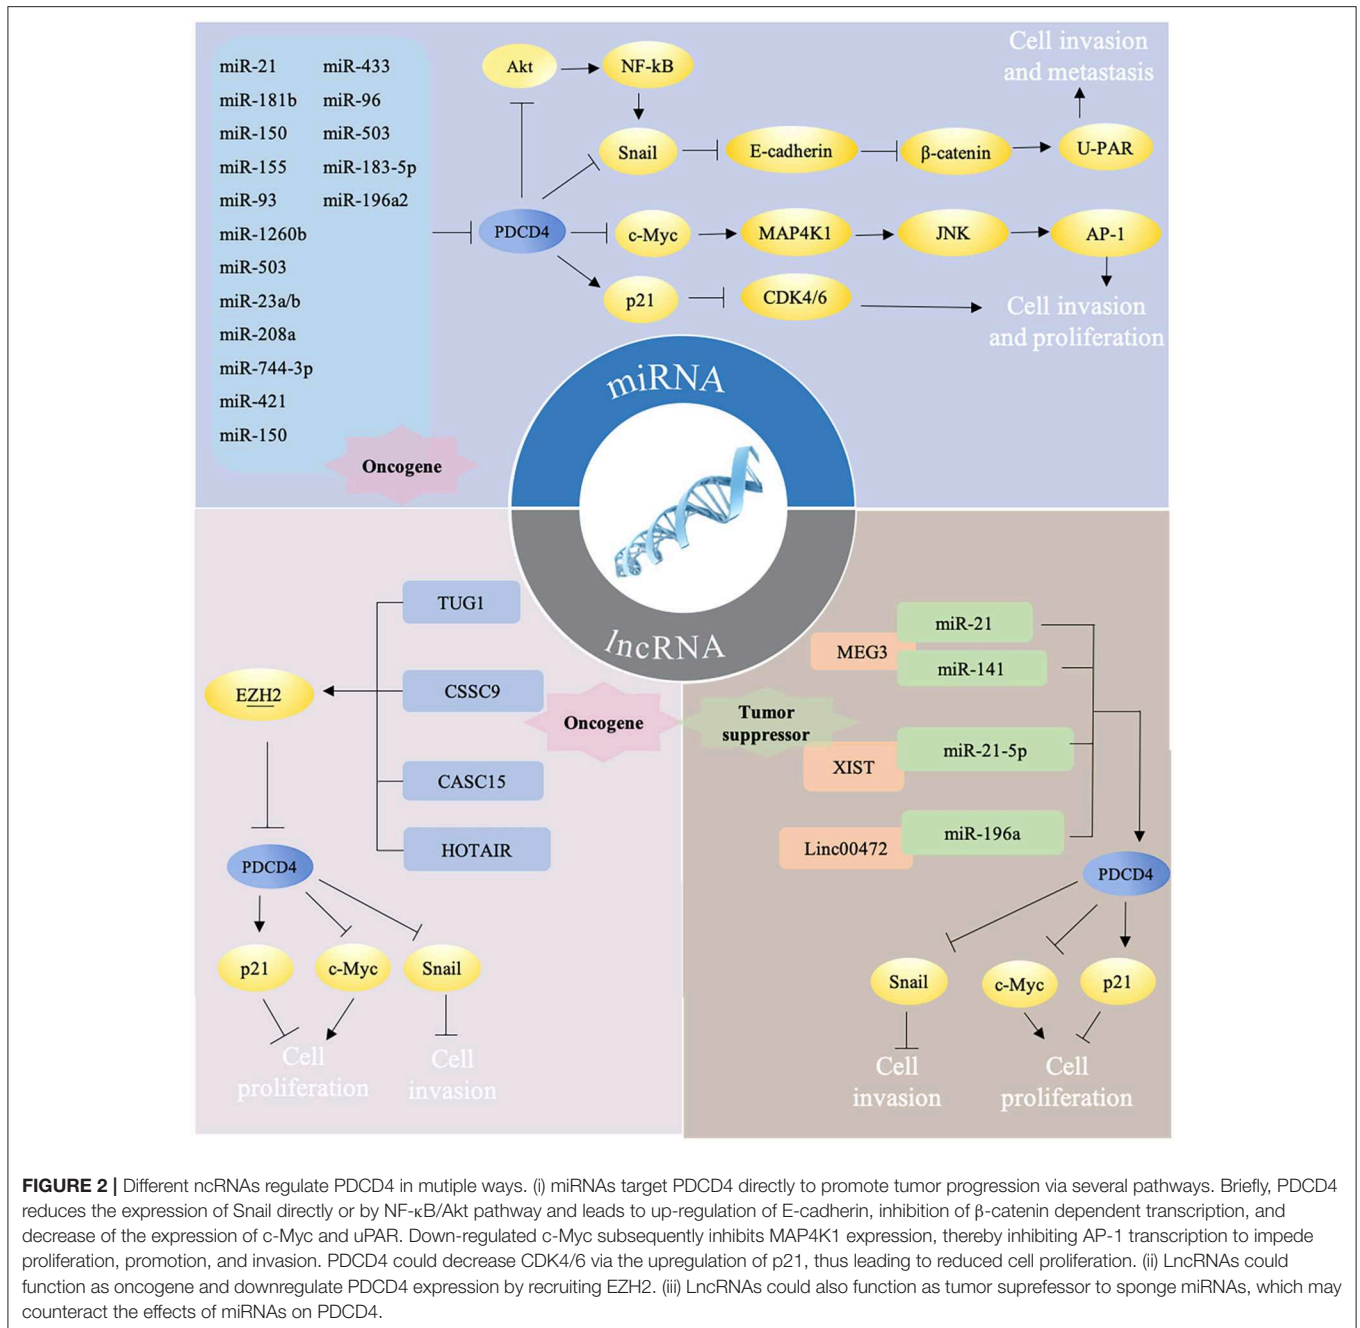 miR-21
miR-181b
miR-150
miR-155
miR-93
miR-1260b
miR-503
miR-23a/b
miR-208a
miR-744-3p
miR-421
miR-150
miR-433
miR-96
miR-503
miR-183-5p
miR-196a2
Oncogene
Akt
NF-kB
Snail
E-cadherin
β-catenin
U-PAR
Cell invasion
and metastasis
PDCD4
c-Myc
MAP4K1
JNK
AP-1
p21
CDK4/6
Cell invasion
and proliferation
miRNA
lncRNA
TUG1
CSSC9
CASC15
HOTAIR
EZH2
Oncogene
PDCD4
p21
c-Myc
Snail
Cell
proliferation
Cell
invasion
Tumor
suppressor
MEG3
miR-21
miR-141
XIST
miR-21-5p
Linc00472
miR-196a
PDCD4
Snail
c-Myc
p21
Cell
invasion
Cell
proliferation
FIGURE 2 | Different ncRNAs regulate PDCD4 in mutiple ways. (i) miRNAs target PDCD4 directly to promote tumor progression via several pathways. Briefly, PDCD4
reduces the expression of Snail directly or by NF-κB/Akt pathway and leads to up-regulation of E-cadherin, inhibition of β-catenin dependent transcription, and
decrease of the expression of c-Myc and uPAR. Down-regulated c-Myc subsequently inhibits MAP4K1 expression, thereby inhibiting AP-1 transcription to impede
proliferation, promotion, and invasion. PDCD4 could decrease CDK4/6 via the upregulation of p21, thus leading to reduced cell proliferation. (ii) LncRNAs could
function as oncogene and downregulate PDCD4 expression by recruiting EZH2. (iii) LncRNAs could also function as tumor suprefessor to sponge miRNAs, which may
counteract the effects of miRNAs on PDCD4.